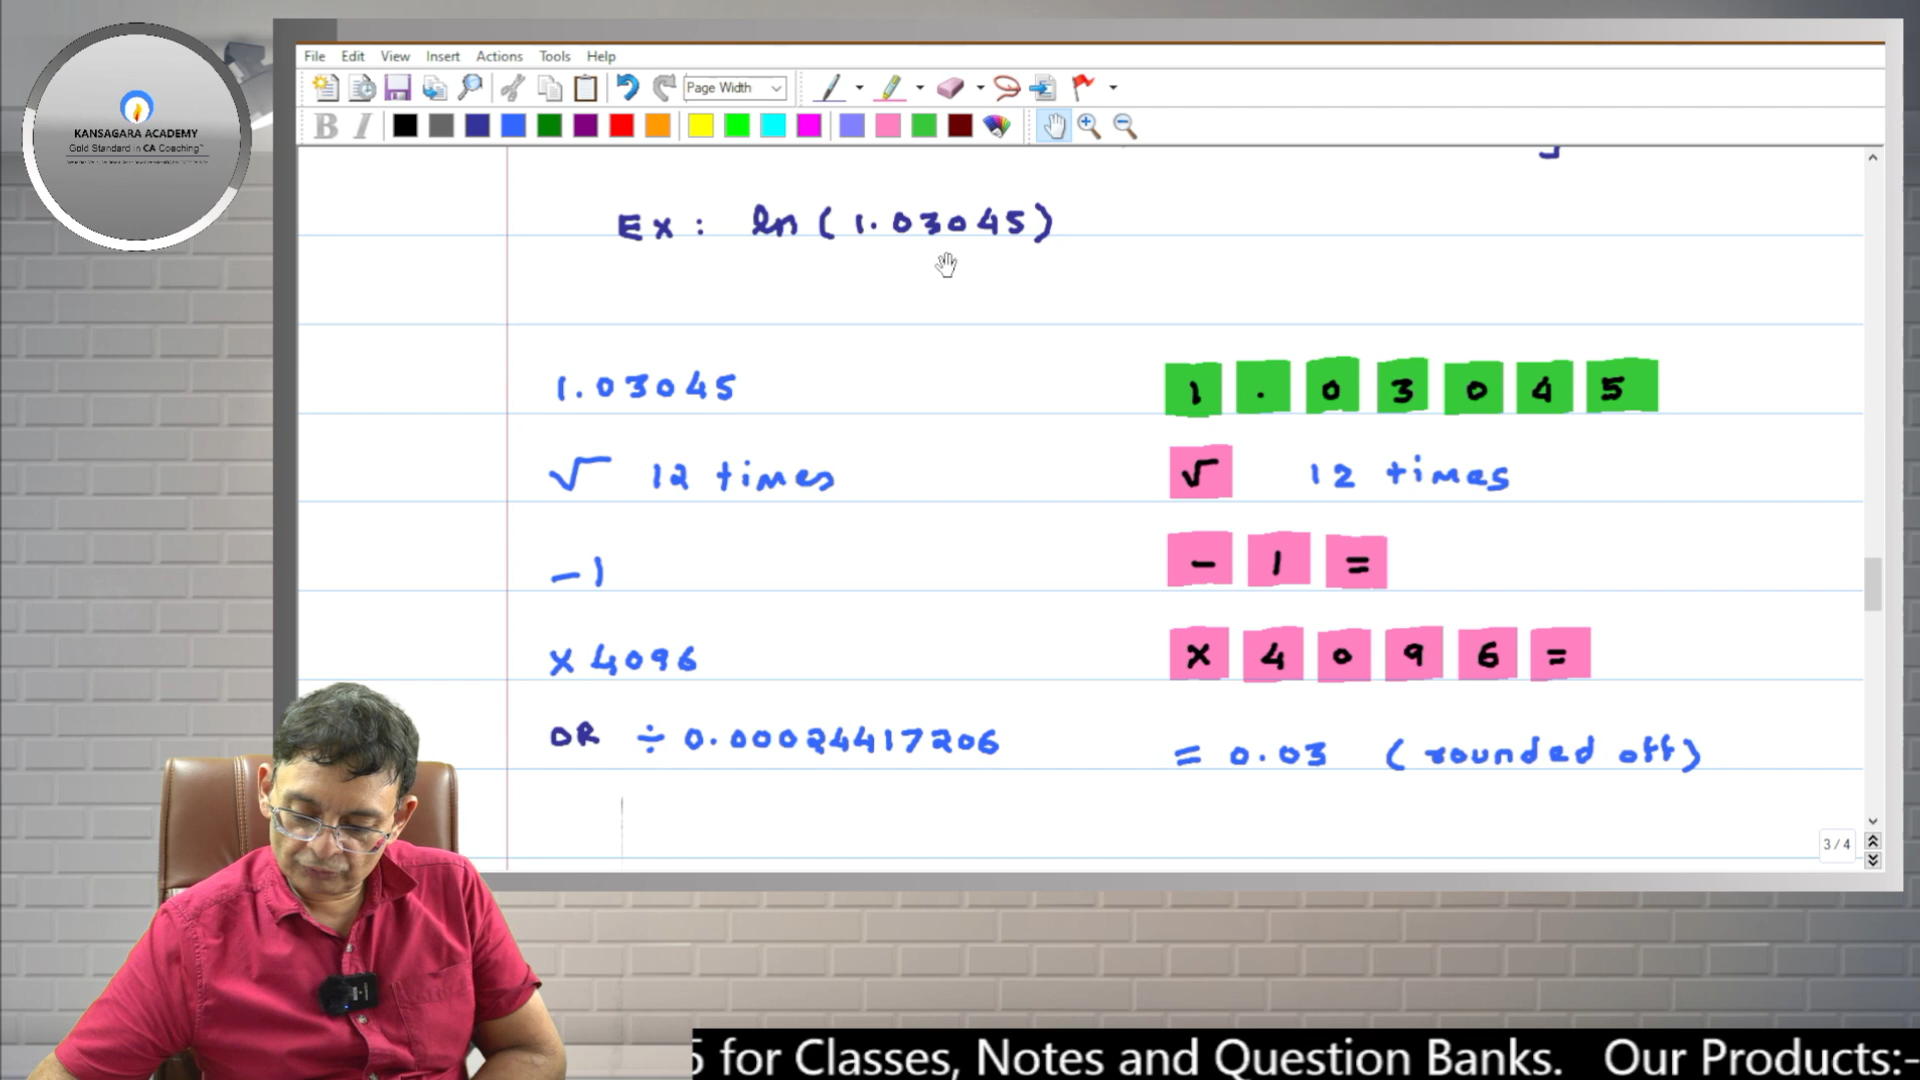 KANSAGARA ACADEMY
Gold Standard in CA Coaching™
File Edit View Insert Actions Tools Help
Page Width
B I
Ex: ln(1.03045)
1.03045
1 . 0 3 0 4 5
√ 12 times
√ 12 times
-1
- 1 =
× 4096
× 4 0 9 6 =
OR ÷ 0.00024417206
= 0.03 (rounded off)
3 / 4
5 for Classes, Notes and Question Banks. Our Products:-